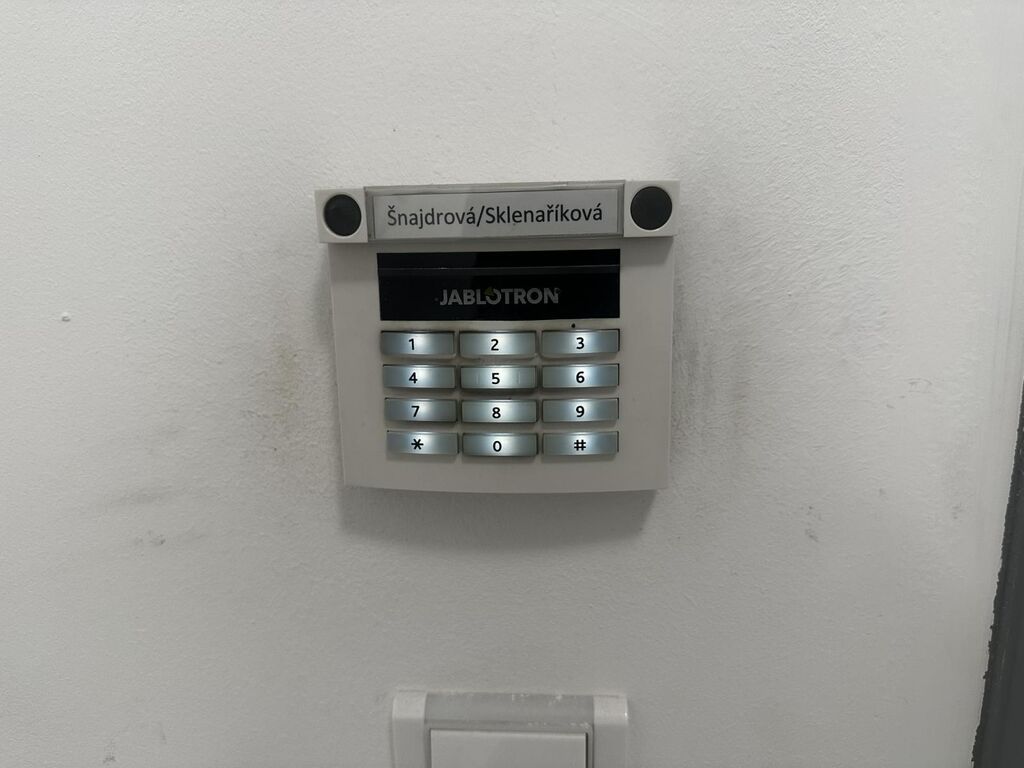 Šnajdrová/Sklenaříková
JABLOTRON
1 2 3
4 5 6
7 8 9
* 0 #